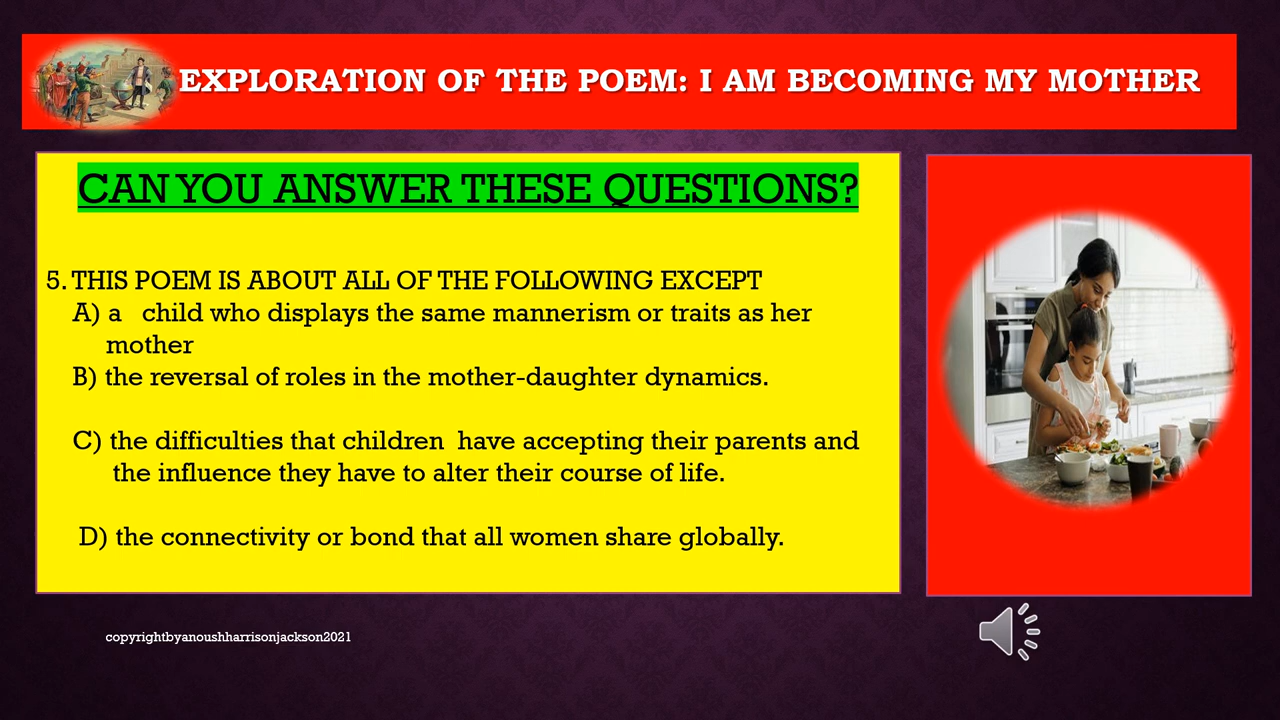 EXPLORATION OF THE POEM: I AM BECOMING MY MOTHER
CAN YOU ANSWER THESE QUESTIONS?
5. THIS POEM IS ABOUT ALL OF THE FOLLOWING EXCEPT
A) a child who displays the same mannerism or traits as her
mother
B) the reversal of roles in the mother-daughter dynamics.
C) the difficulties that children have accepting their parents and
the influence they have to alter their course of life.
D) the connectivity or bond that all women share globally.
copyrightbyanoushharrisonjackson2021